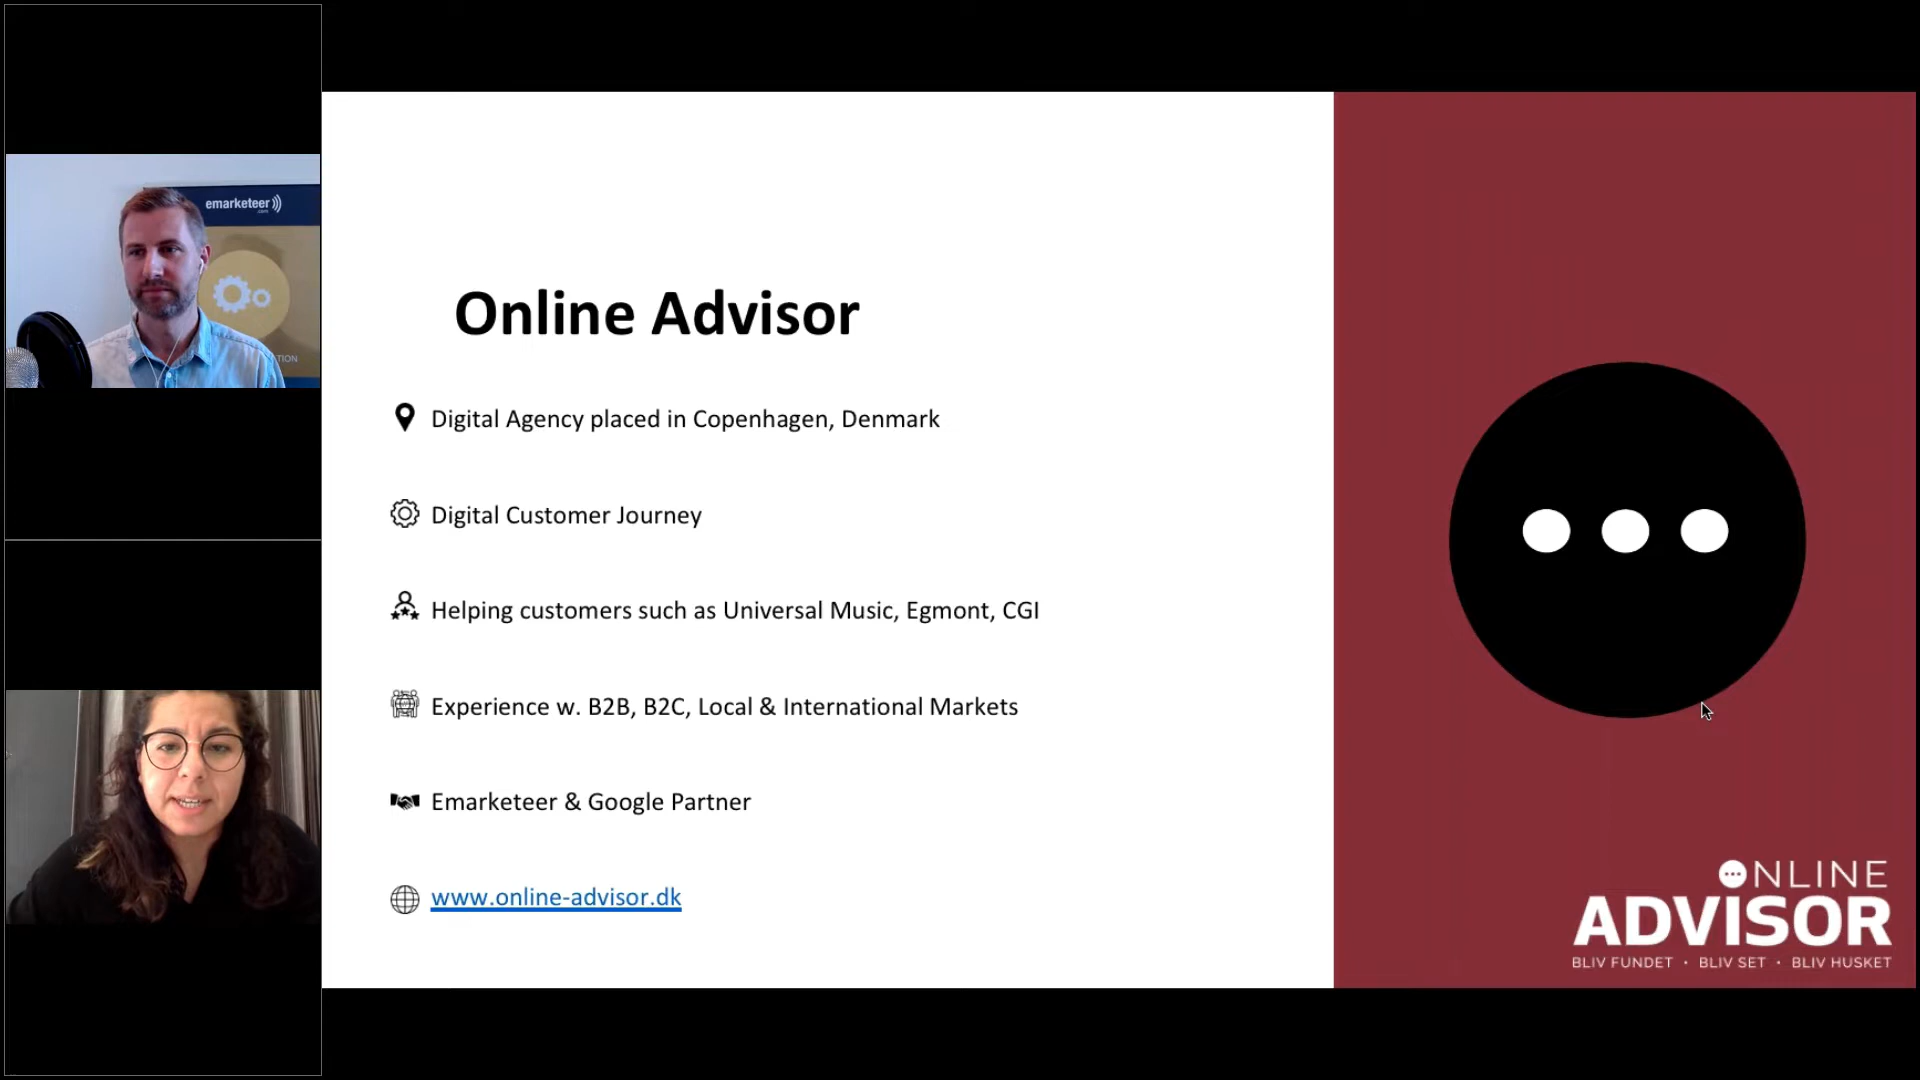 emarketeer
.com
TION
Online Advisor
Digital Agency placed in Copenhagen, Denmark
Digital Customer Journey
Helping customers such as Universal Music, Egmont, CGI
Experience w. B2B, B2C, Local & International Markets
Emarketeer & Google Partner
www.online-advisor.dk
ONLINE
ADVISOR
BLIV FUNDET • BLIV SET • BLIV HUSKET